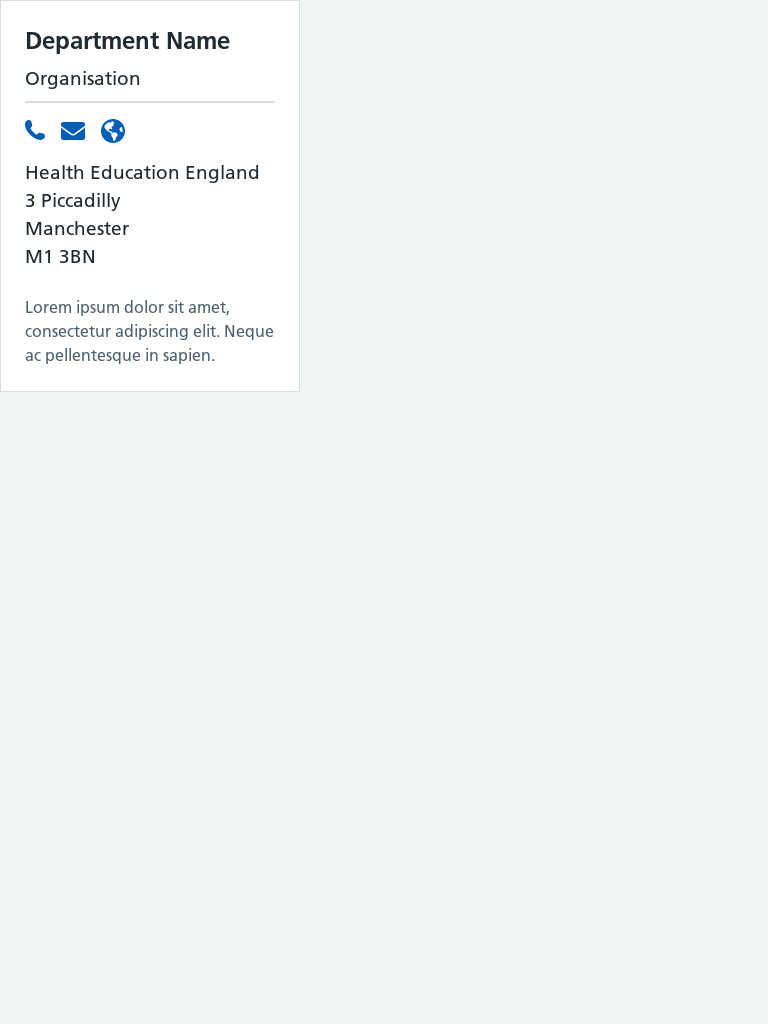 Department Name
Organisation
Health Education England
3 Piccadilly
Manchester
M1 3BN
Lorem ipsum dolor sit amet,
consectetur adipiscing elit. Neque
ac pellentesque in sapien.